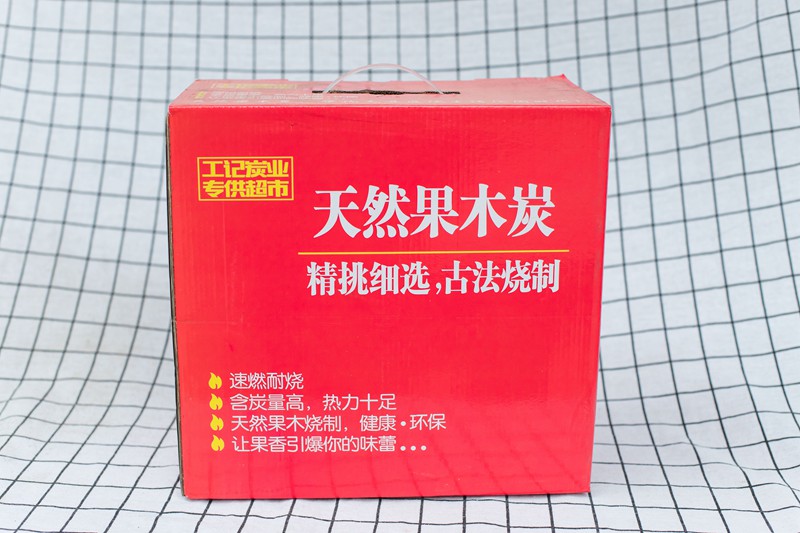 工记炭业
专供超市
天然果木炭
精挑细选,古法烧制
速燃耐烧
含炭量高,热力十足
天然果木烧制,健康·环保
让果香引爆你的味蕾...